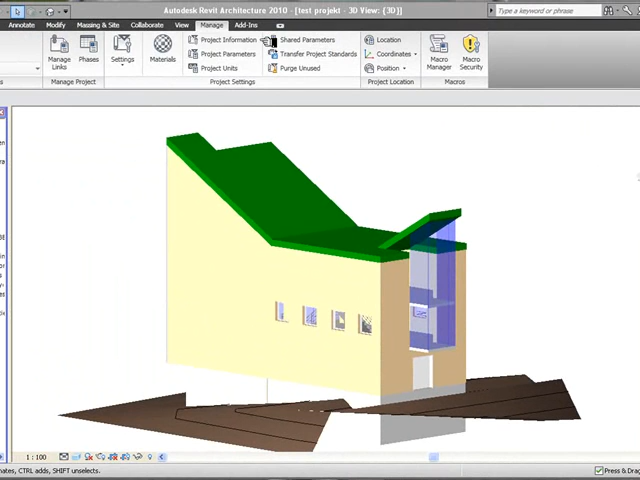 Autodesk Revit Architecture 2010 - [test projekt - 3D View: {3D}]
Type a keyword or phrase
Annotate Modify Massing & Site Collaborate View Manage Add-Ins
Project Information Shared Parameters Location
Project Parameters Transfer Project Standards Coordinates
Project Units Purge Unused Position
Manage Links Phases Settings Materials Macro Manager Macro Security
Manage Project Project Settings Project Location Macros
1 : 100
nates, CTRL adds, SHIFT unselects.
Press & Drag